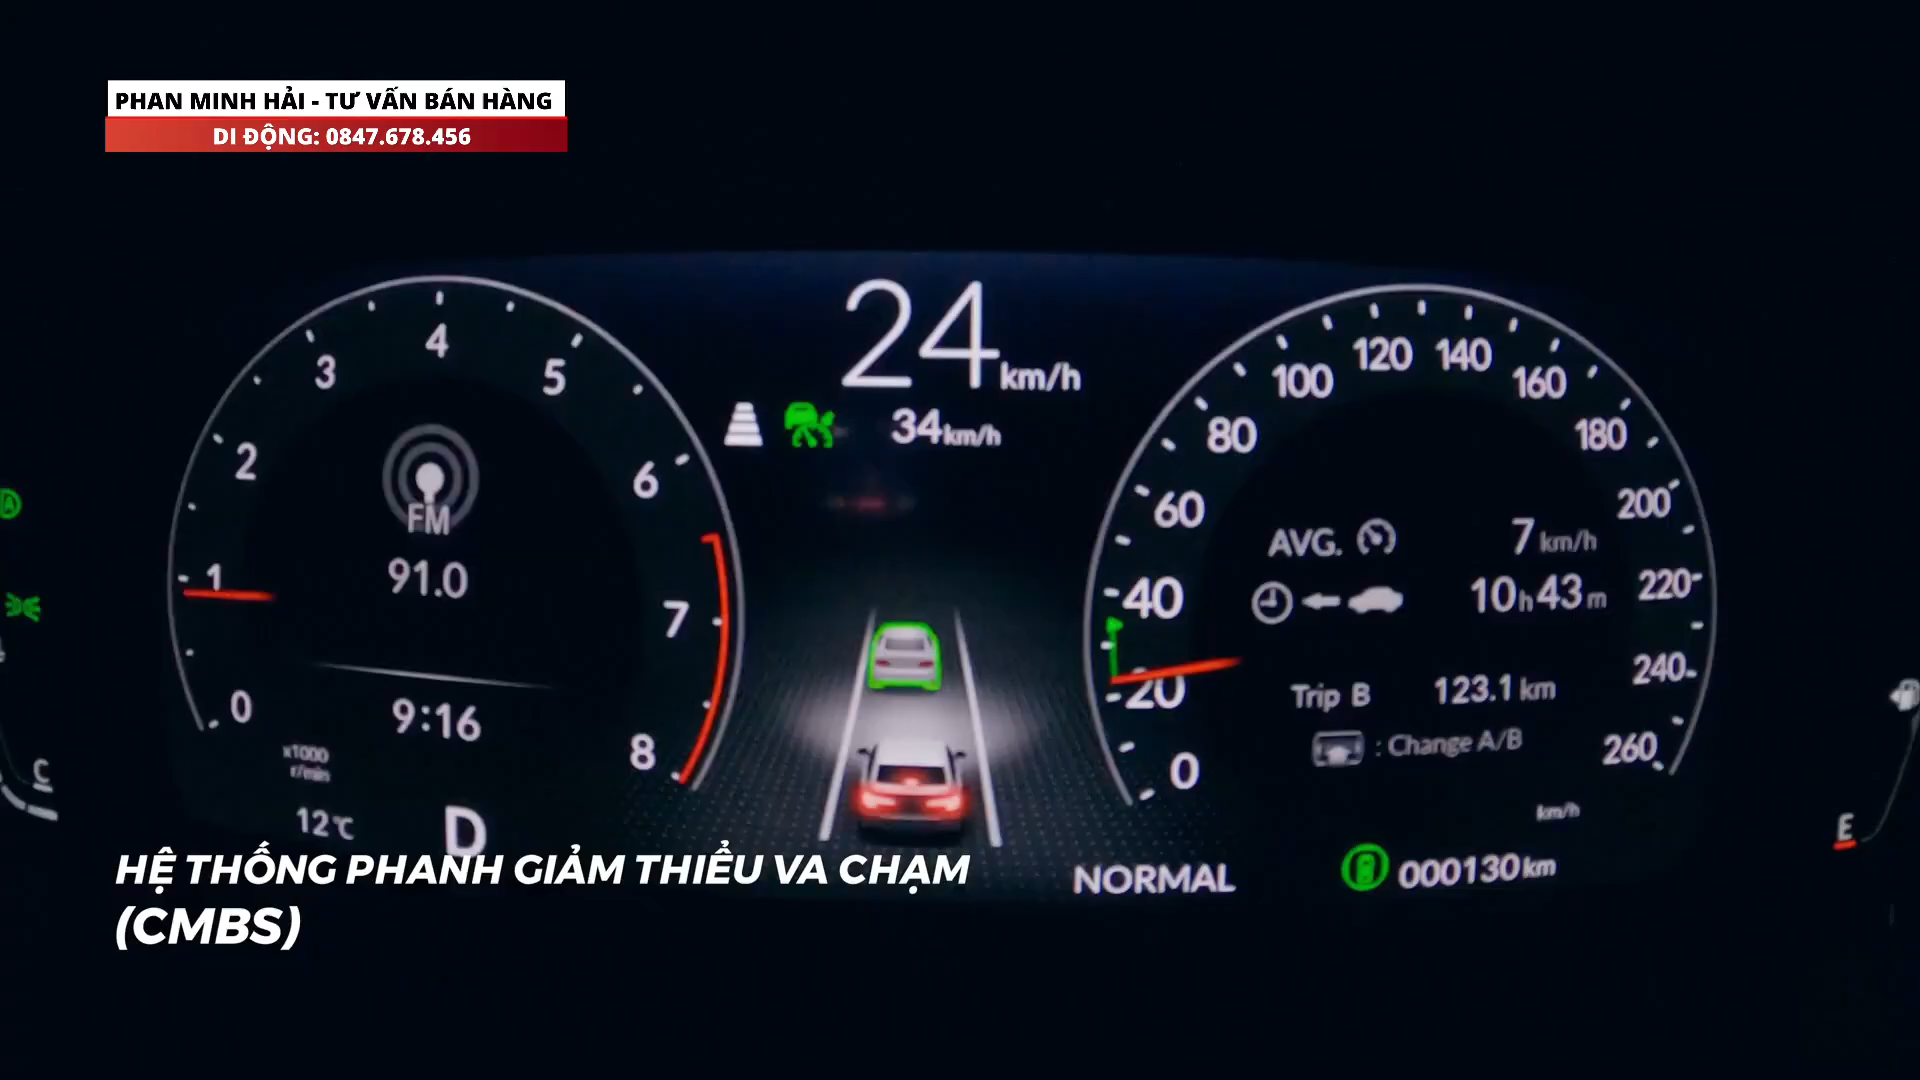 PHAN MINH HẢI - TƯ VẤN BÁN HÀNG
DI ĐỘNG: 0847.678.456
24 km/h
34 km/h
0 1 2 3 4 5 6 7 8
FM
91.0
9:16
x1000
r/min
12°C
D
C
0 20 40 60 80 100 120 140 160 180 200 220 240 260
AVG. 7 km/h
10h43m
Trip B 123.1 km
: Change A/B
km/h
NORMAL
000130 km
E
A
HỆ THỐNG PHANH GIẢM THIỂU VA CHẠM
(CMBS)